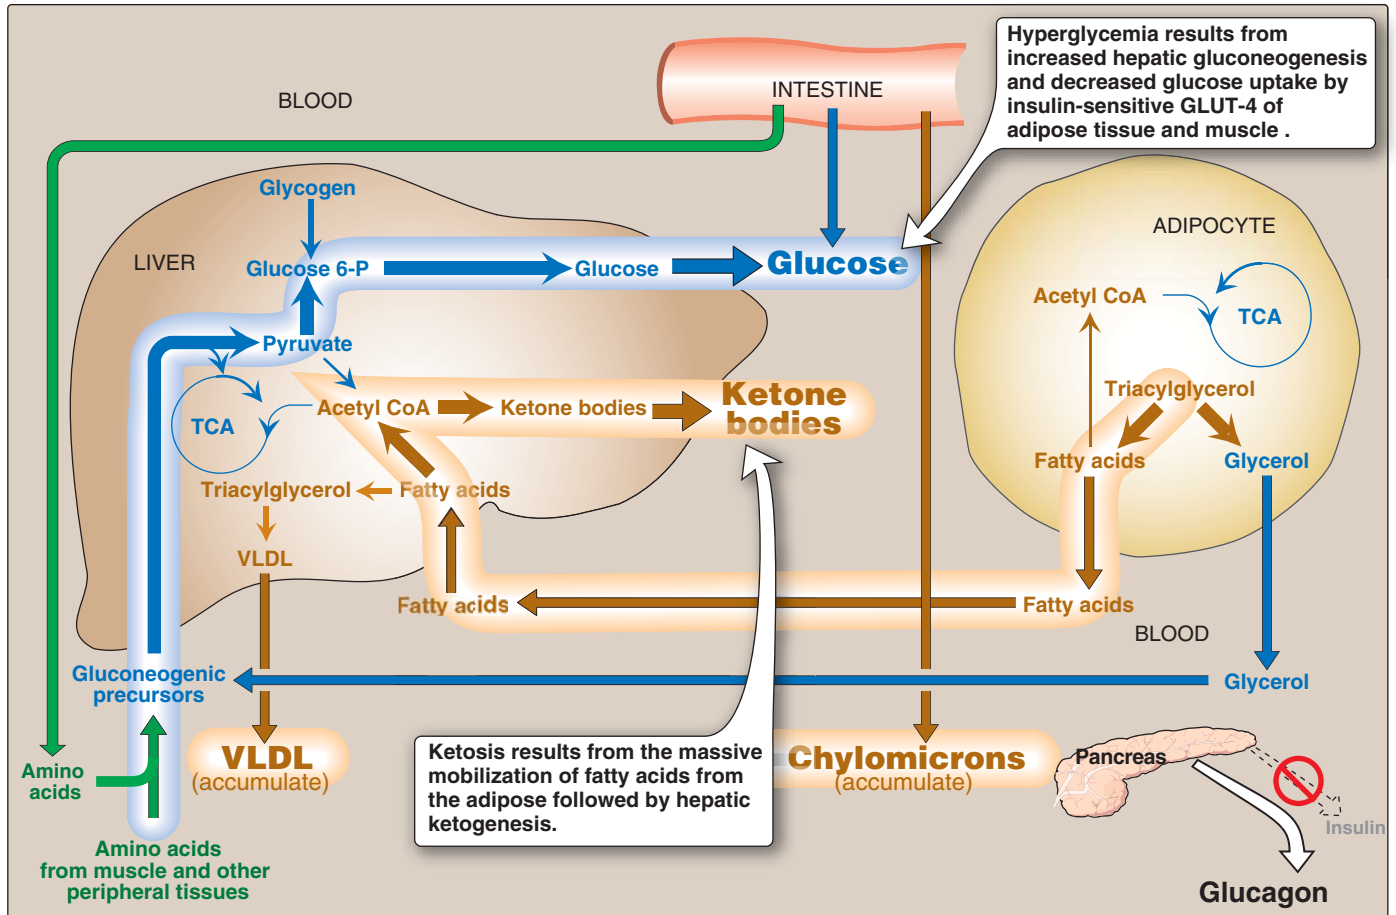 Hyperglycemia results from
increased hepatic gluconeogenesis
and decreased glucose uptake by
insulin-sensitive GLUT-4 of
adipose tissue and muscle .
INTESTINE
BLOOD
Glycogen
LIVER
Glucose 6-P
Glucose
Glucose
ADIPOCYTE
Acetyl CoA
TCA
Pyruvate
TCA
Acetyl CoA
Ketone bodies
Ketone
bodies
Triacylglycerol
Fatty acids
Glycerol
Triacylglycerol
Fatty acids
VLDL
Fatty acids
Fatty acids
BLOOD
Gluconeogenic
precursors
Glycerol
VLDL
(accumulate)
Ketosis results from the massive
mobilization of fatty acids from
the adipose followed by hepatic
ketogenesis.
Chylomicrons
(accumulate)
Pancreas
Insulin
Glucagon
Amino
acids
Amino acids
from muscle and other
peripheral tissues